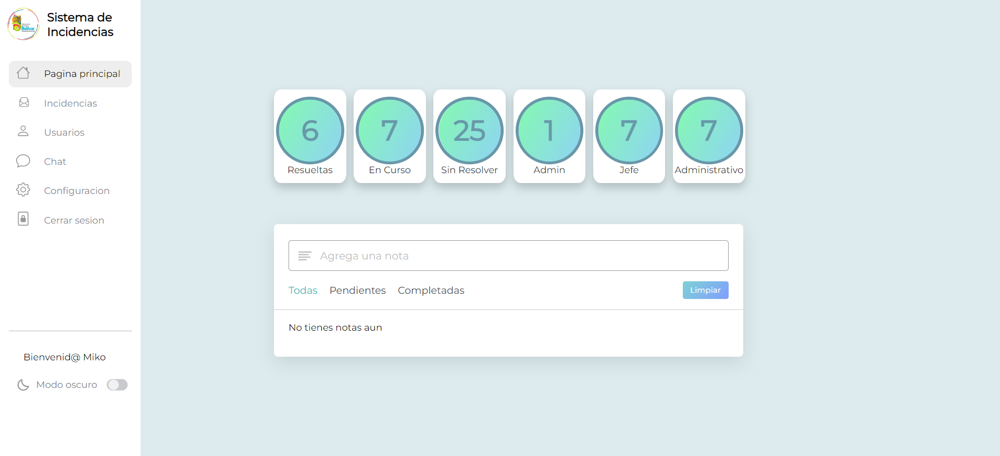 Sistema de
Incidencias
Bolívar
Pagina principal
Incidencias
Usuarios
Chat
Configuracion
Cerrar sesion
Bienvenid@ Miko
Modo oscuro
6
Resueltas
7
En Curso
25
Sin Resolver
1
Admin
7
Jefe
7
Administrativo
Agrega una nota
Todas Pendientes Completadas Limpiar
No tienes notas aun